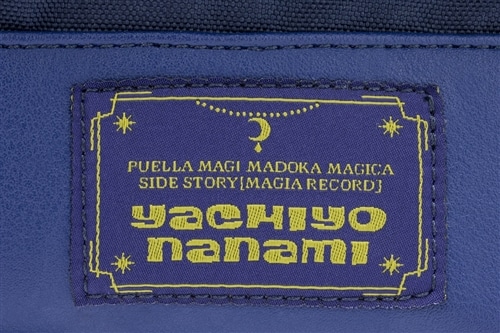 PUELLA MAGI MADOKA MAGICA
SIDE STORY[MAGIA RECORD]
yachiyo
nanami